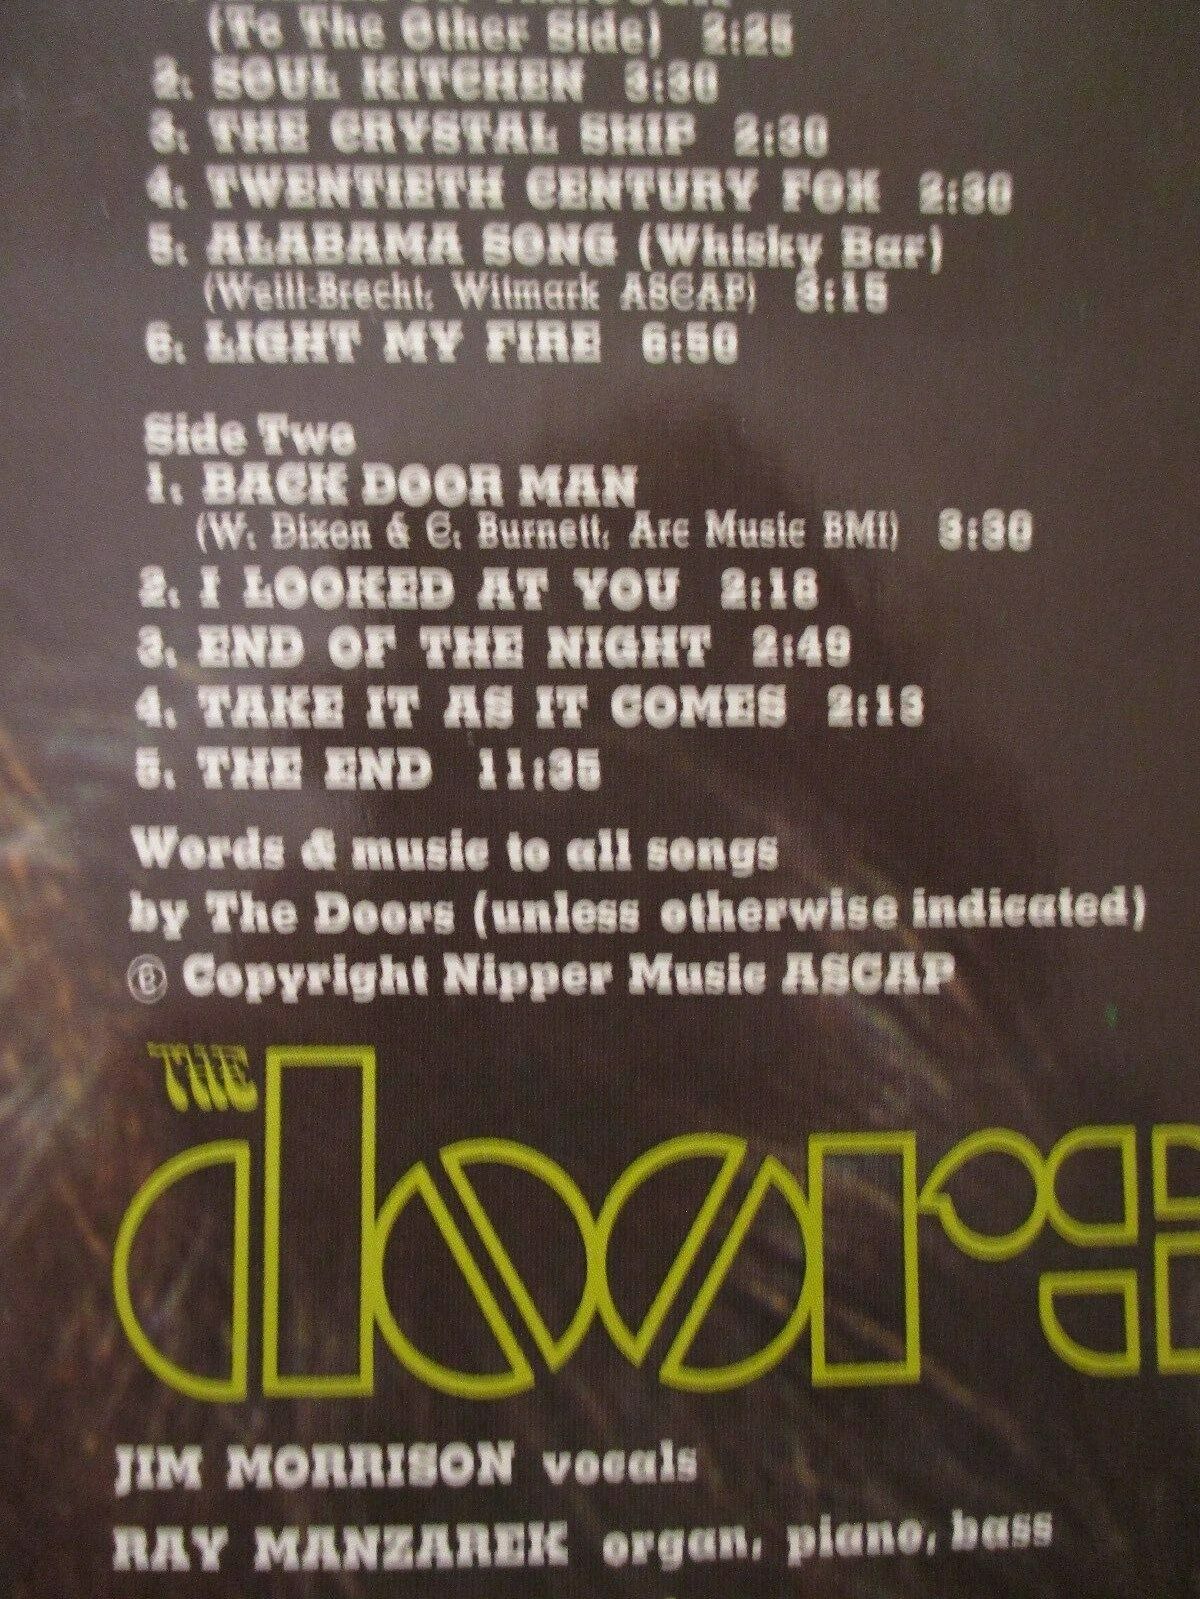 (To The Other Side) 2:25
2. SOUL KITCHEN 3:30
3. THE CRYSTAL SHIP 2:30
4. TWENTIETH CENTURY FOX 2:30
5. ALABAMA SONG (Whisky Bar)
(Weill-Brecht, Witmark ASCAP) 3:15
6. LIGHT MY FIRE 6:50
Side Two
1. BACK DOOR MAN
(W. Dixon & C. Burnett, Arc Music BMI) 3:30
2. I LOOKED AT YOU 2:18
3. END OF THE NIGHT 2:49
4. TAKE IT AS IT COMES 2:13
5. THE END 11:35
Words & music to all songs
by The Doors (unless otherwise indicated)
Copyright Nipper Music ASCAP
THE
doors
JIM MORRISON vocals
RAY MANZAREK organ, piano, bass